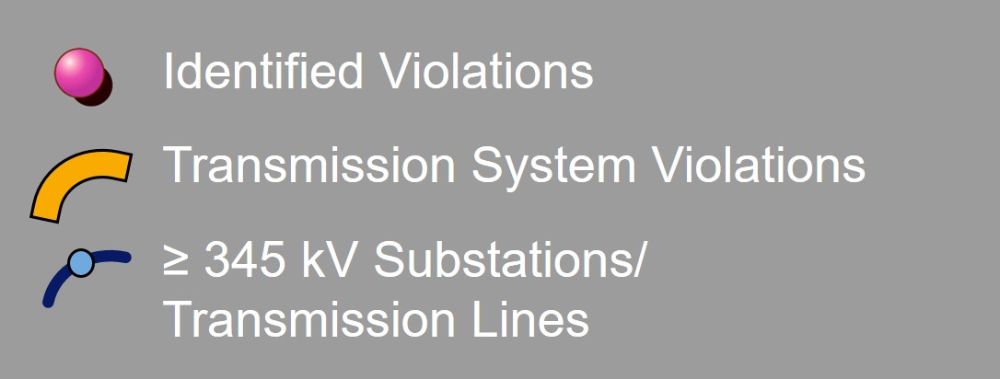 Identified Violations
Transmission System Violations
≥ 345 kV Substations/
Transmission Lines